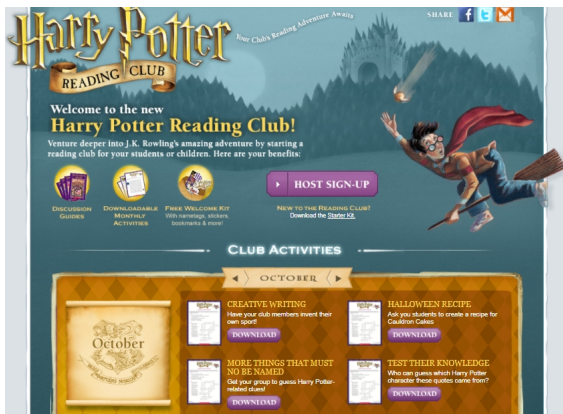 Harry Potter
READING CLUB
Your Club's Reading Adventure Awaits
SHARE
Welcome to the new
Harry Potter Reading Club!
Venture deeper into J.K. Rowling's amazing adventure by starting a
reading club for your students or children. Here are your benefits:
DISCUSSION
GUIDES
DOWNLOADABLE
MONTHLY
ACTIVITIES
FREE WELCOME KIT
With nametags, stickers,
bookmarks & more!
HOST SIGN-UP
NEW TO THE READING CLUB?
Download the Starter Kit.
CLUB ACTIVITIES
OCTOBER
October
CREATIVE WRITING
Have your club members invent their
own sport!
DOWNLOAD
HALLOWEEN RECIPE
Ask you students to create a recipe for
Cauldron Cakes
DOWNLOAD
MORE THINGS THAT MUST
NO BE NAMED
Get your group to guess Harry Potter-
related clues!
DOWNLOAD
TEST THEIR KNOWLEDGE
Who can guess which Harry Potter
character these quotes came from?
DOWNLOAD